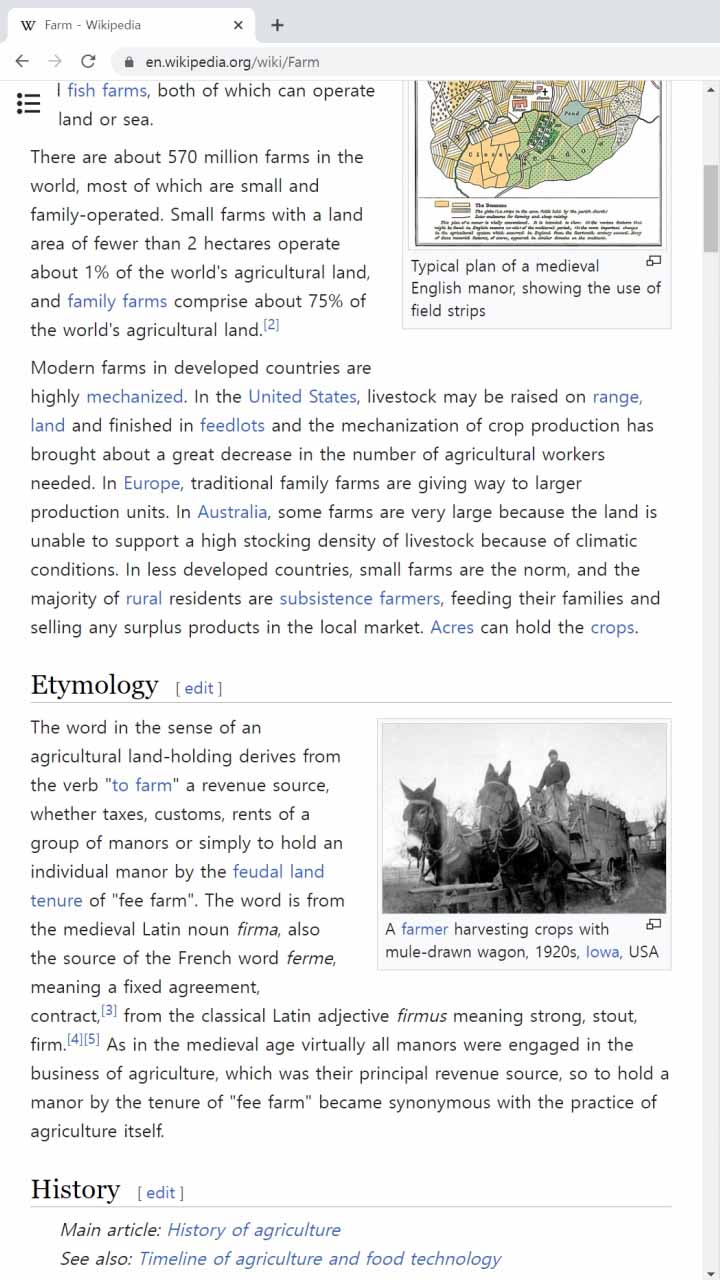 W Farm - Wikipedia
en.wikipedia.org/wiki/Farm
l fish farms, both of which can operate
land or sea.
There are about 570 million farms in the
world, most of which are small and
family-operated. Small farms with a land
area of fewer than 2 hectares operate
about 1% of the world's agricultural land,
and family farms comprise about 75% of
the world's agricultural land.[2]
Pond
The Demesne
Typical plan of a medieval
English manor, showing the use of
field strips
Modern farms in developed countries are
highly mechanized. In the United States, livestock may be raised on range,
land and finished in feedlots and the mechanization of crop production has
brought about a great decrease in the number of agricultural workers
needed. In Europe, traditional family farms are giving way to larger
production units. In Australia, some farms are very large because the land is
unable to support a high stocking density of livestock because of climatic
conditions. In less developed countries, small farms are the norm, and the
majority of rural residents are subsistence farmers, feeding their families and
selling any surplus products in the local market. Acres can hold the crops.
Etymology [ edit ]
The word in the sense of an
agricultural land-holding derives from
the verb "to farm" a revenue source,
whether taxes, customs, rents of a
group of manors or simply to hold an
individual manor by the feudal land
tenure of "fee farm". The word is from
the medieval Latin noun firma, also
the source of the French word ferme,
meaning a fixed agreement,
contract,[3] from the classical Latin adjective firmus meaning strong, stout,
firm.[4][5] As in the medieval age virtually all manors were engaged in the
business of agriculture, which was their principal revenue source, so to hold a
manor by the tenure of "fee farm" became synonymous with the practice of
agriculture itself.
A farmer harvesting crops with
mule-drawn wagon, 1920s, Iowa, USA
History [ edit ]
Main article: History of agriculture
See also: Timeline of agriculture and food technology